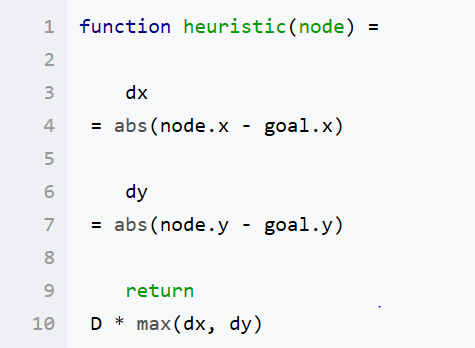 1 function heuristic(node) =
2
3 dx
4 = abs(node.x - goal.x)
5
6 dy
7 = abs(node.y - goal.y)
8
9 return
10 D * max(dx, dy)